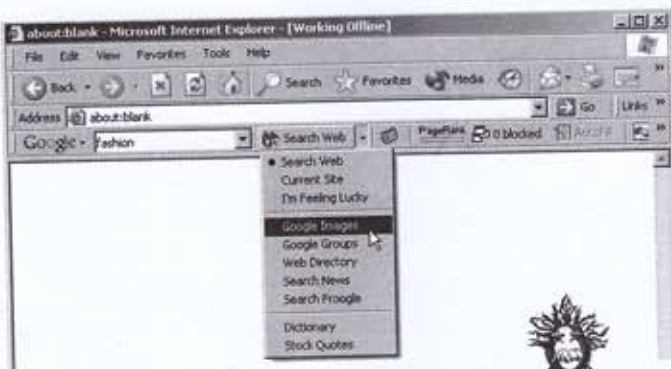 about:blank - Microsoft Internet Explorer - [Working Offline]
File Edit View Favorites Tools Help
Back Search Favorites Media
Address about:blank Go Links »
Google fashion Search Web PageRank 0 blocked AutoFill »
Search Web
Current Site
I'm Feeling Lucky
Google Images
Google Groups
Web Directory
Search News
Search Froogle
Dictionary
Stock Quotes